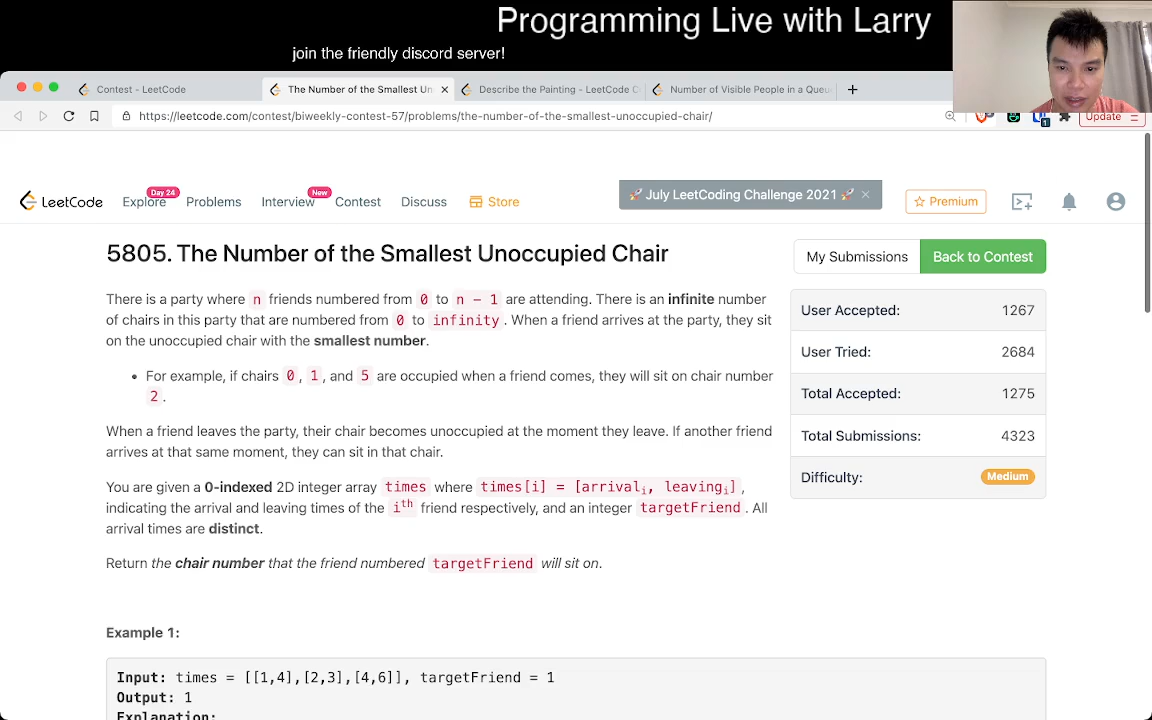 Programming Live with Larry
join the friendly discord server!
Contest - LeetCode
The Number of the Smallest Un
Describe the Painting - LeetCode C
Number of Visible People in a Queu
https://leetcode.com/contest/biweekly-contest-57/problems/the-number-of-the-smallest-unoccupied-chair/
1
Update
LeetCode
Explore
Day 24
Problems
Interview
New
Contest
Discuss
Store
🚀 July LeetCoding Challenge 2021 🚀
Premium
5805. The Number of the Smallest Unoccupied Chair
My Submissions
Back to Contest
There is a party where n friends numbered from 0 to n - 1 are attending. There is an infinite number
of chairs in this party that are numbered from 0 to infinity. When a friend arrives at the party, they sit
on the unoccupied chair with the smallest number.
• For example, if chairs 0, 1, and 5 are occupied when a friend comes, they will sit on chair number
2.
When a friend leaves the party, their chair becomes unoccupied at the moment they leave. If another friend
arrives at that same moment, they can sit in that chair.
You are given a 0-indexed 2D integer array times where times[i] = [arrivali, leavingi],
indicating the arrival and leaving times of the ith friend respectively, and an integer targetFriend. All
arrival times are distinct.
Return the chair number that the friend numbered targetFriend will sit on.
User Accepted: 1267
User Tried: 2684
Total Accepted: 1275
Total Submissions: 4323
Difficulty: Medium
Example 1:
Input: times = [[1,4],[2,3],[4,6]], targetFriend = 1
Output: 1
Explanation: